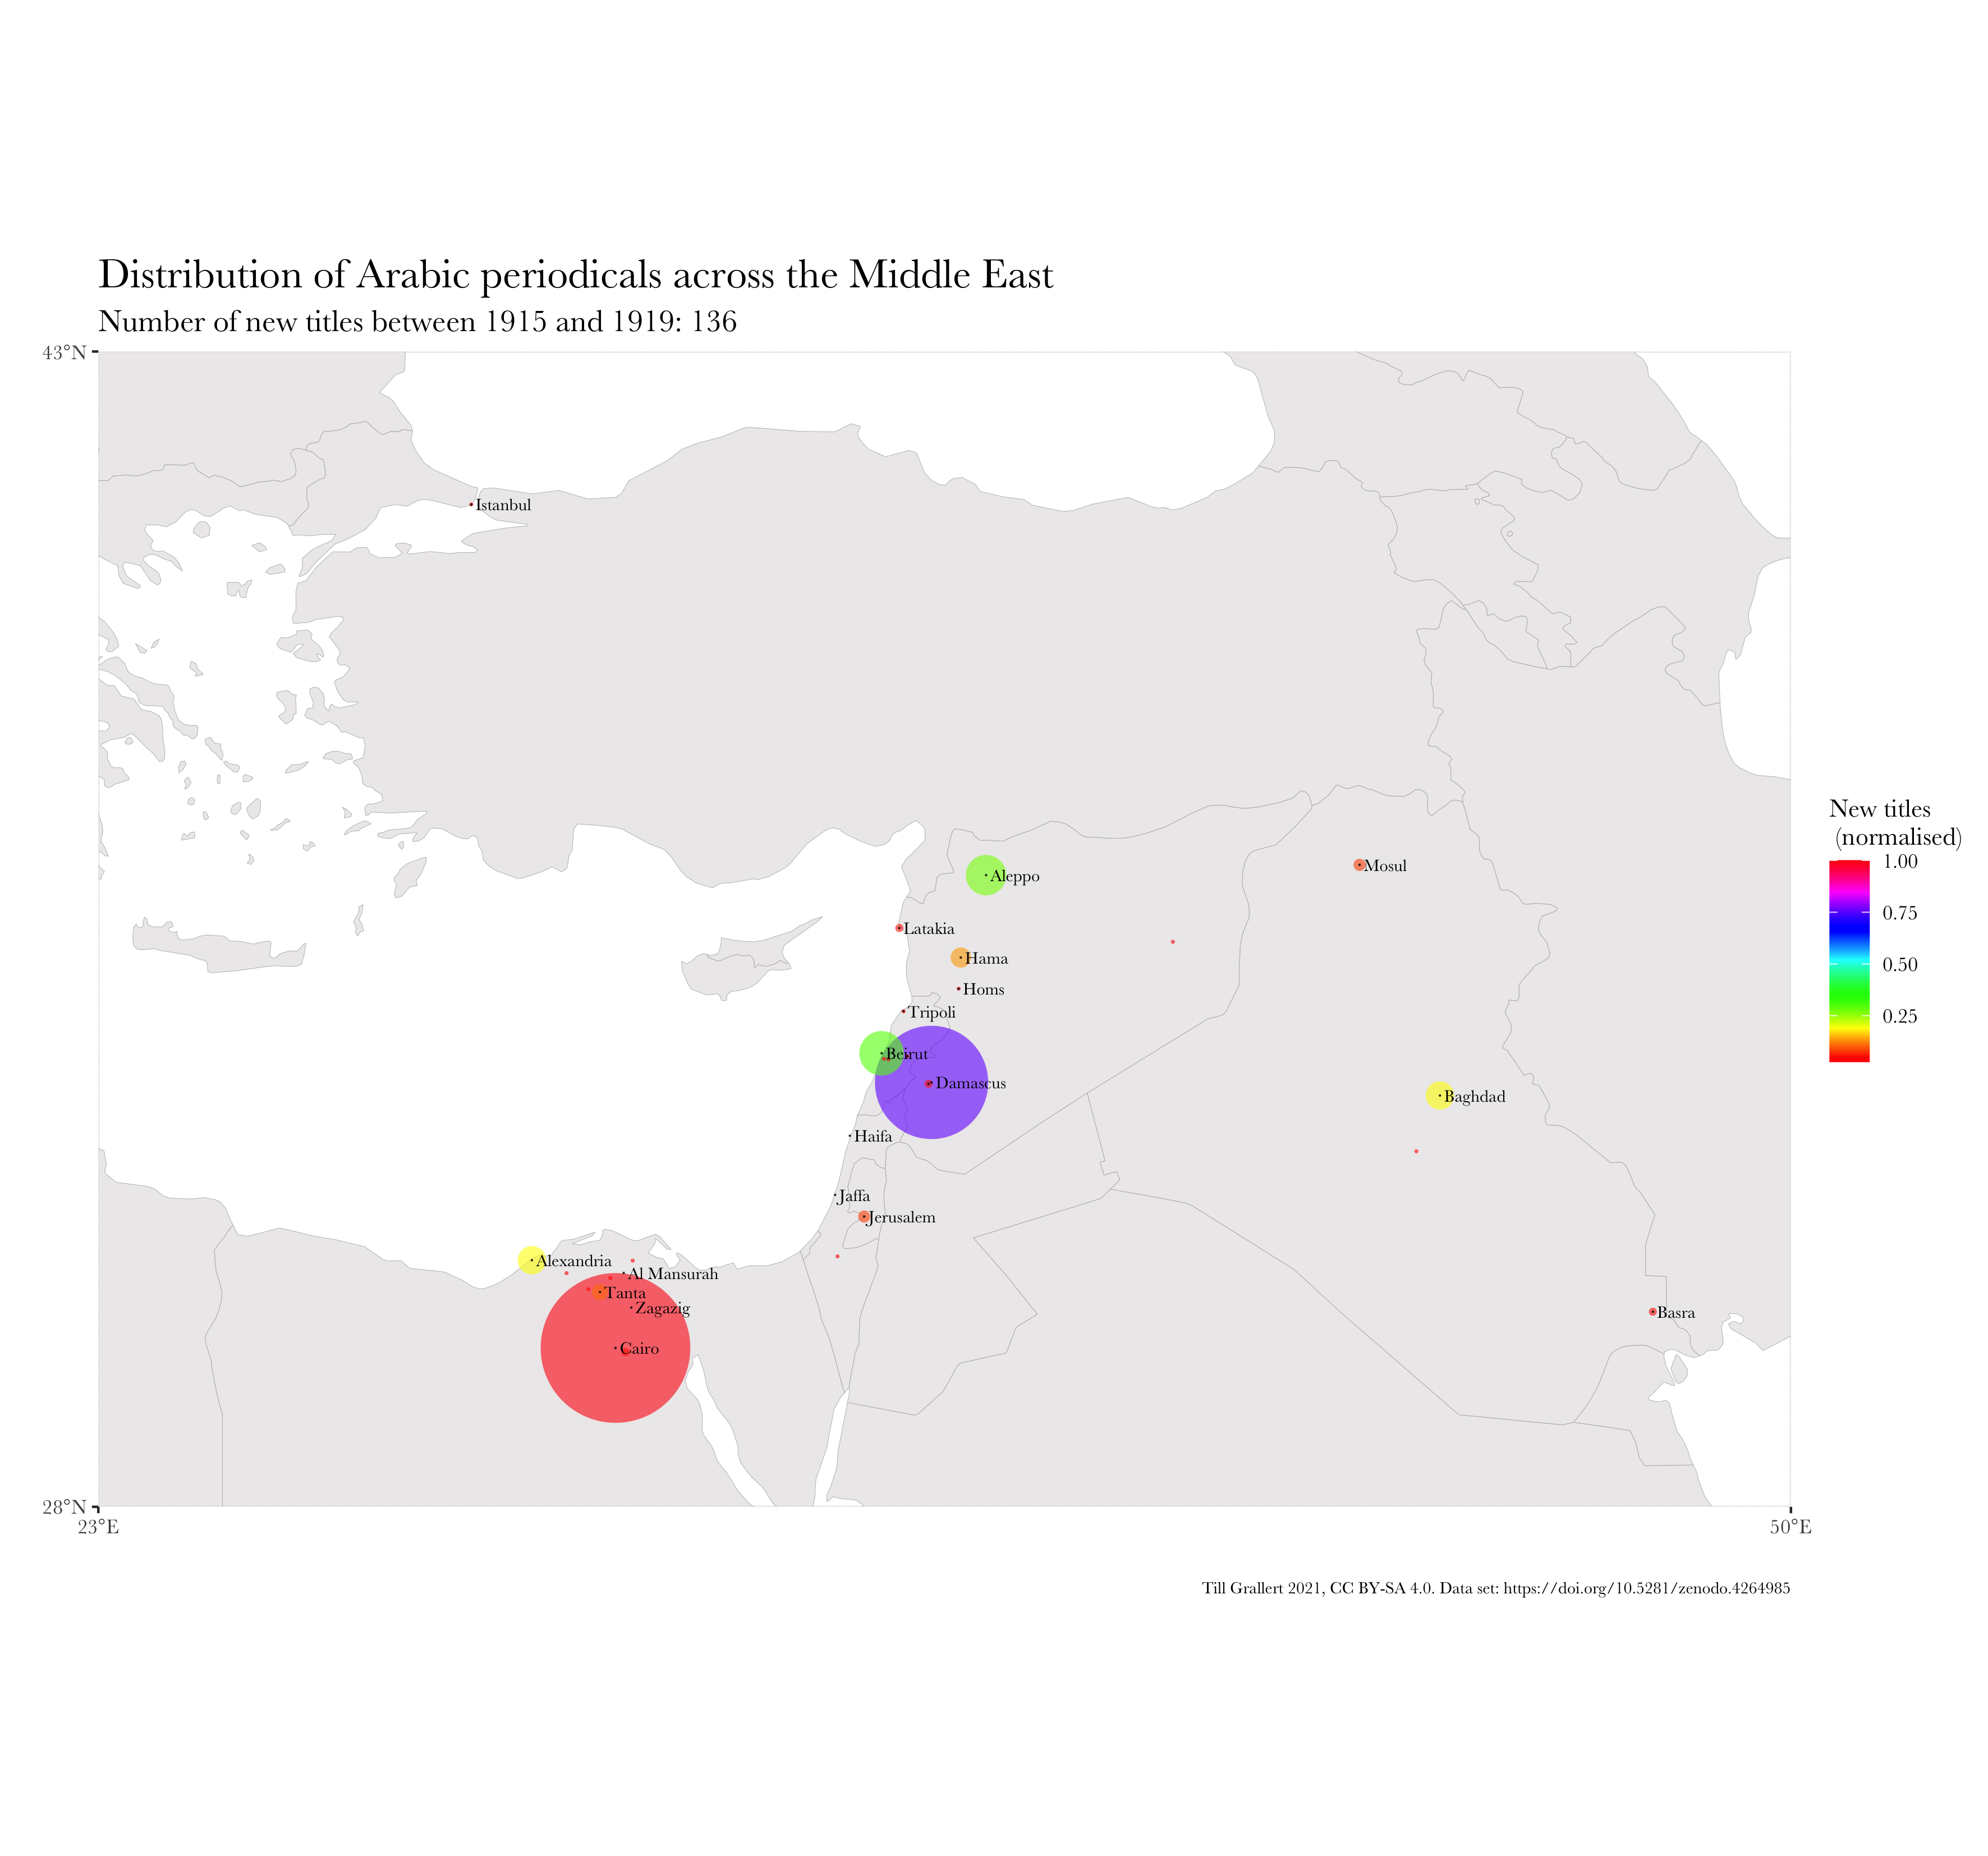 Distribution of Arabic periodicals across the Middle East
Number of new titles between 1915 and 1919: 136
43°N
Istanbul
New titles
(normalised)
1.00
0.75
0.50
0.25
Mosul
Aleppo
Latakia
Hama
Homs
Tripoli
Beirut
Damascus
Baghdad
Haifa
Jaffa
Jerusalem
Alexandria
Al Mansurah
Tanta
Zagazig
Basra
Cairo
28°N
23°E
50°E
Till Grallert 2021, CC BY-SA 4.0. Data set: https://doi.org/10.5281/zenodo.4264985